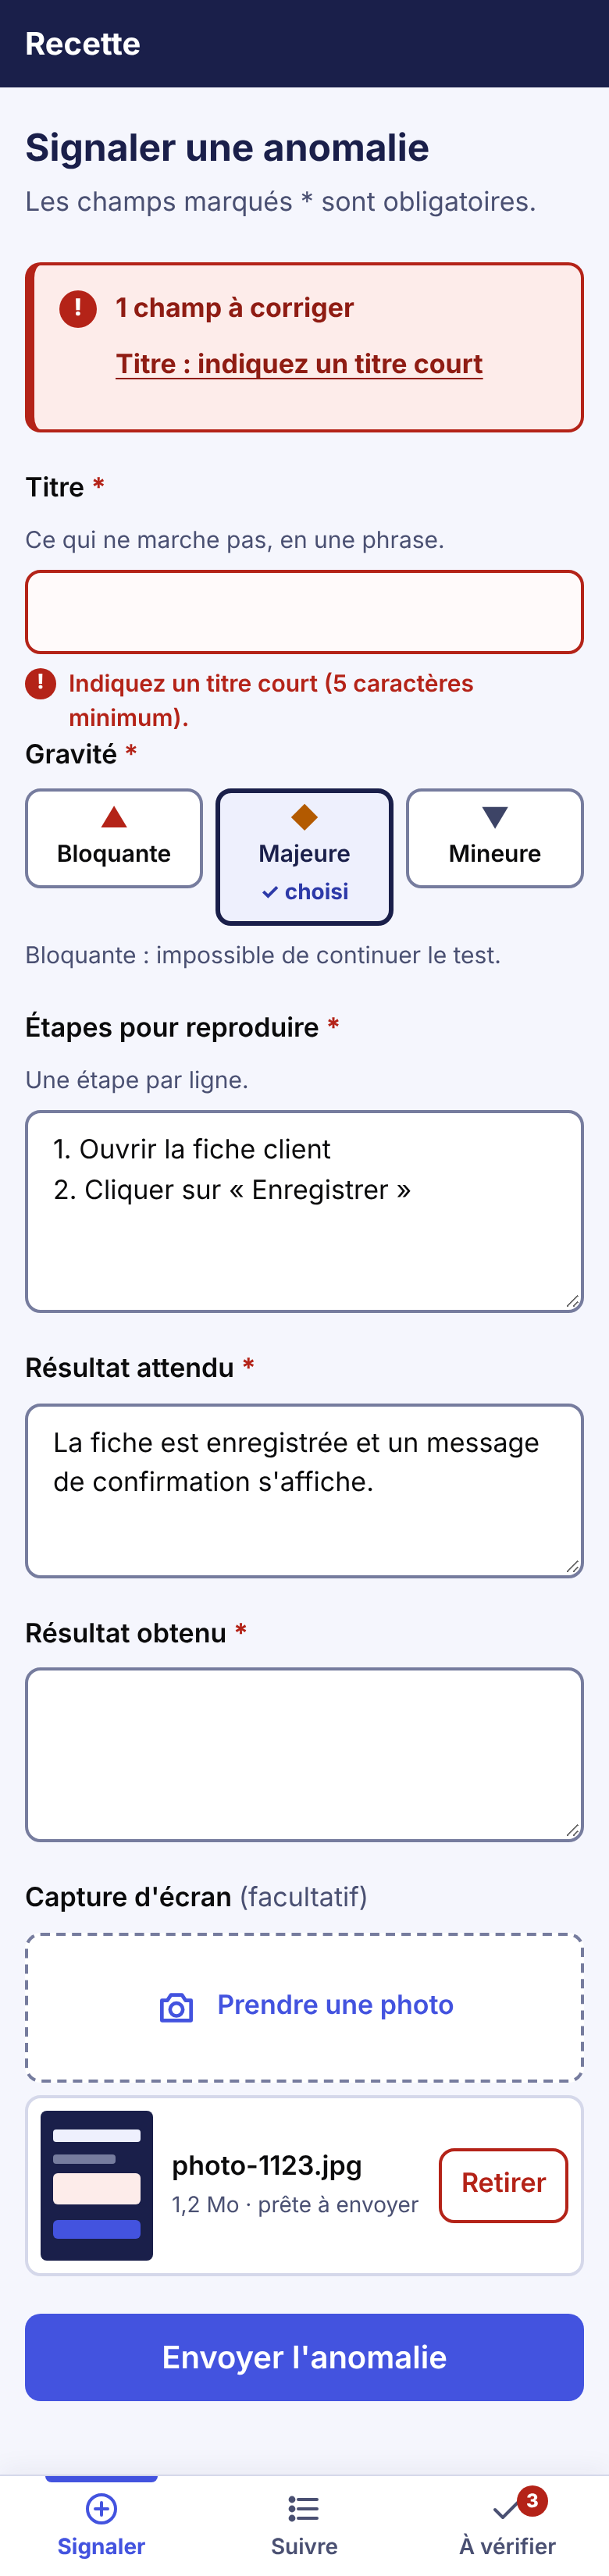 Recette
Signaler une anomalie
Les champs marqués * sont obligatoires.
! 1 champ à corriger
Titre : indiquez un titre court
Titre *
Ce qui ne marche pas, en une phrase.
! Indiquez un titre court (5 caractères
minimum).
Gravité *
Bloquante
Majeure
✓ choisi
Mineure
Bloquante : impossible de continuer le test.
Étapes pour reproduire *
Une étape par ligne.
1. Ouvrir la fiche client
2. Cliquer sur « Enregistrer »
Résultat attendu *
La fiche est enregistrée et un message
de confirmation s'affiche.
Résultat obtenu *
Capture d'écran (facultatif)
Prendre une photo
photo-1123.jpg
1,2 Mo · prête à envoyer
Retirer
Envoyer l'anomalie
Signaler
Suivre
3
À vérifier